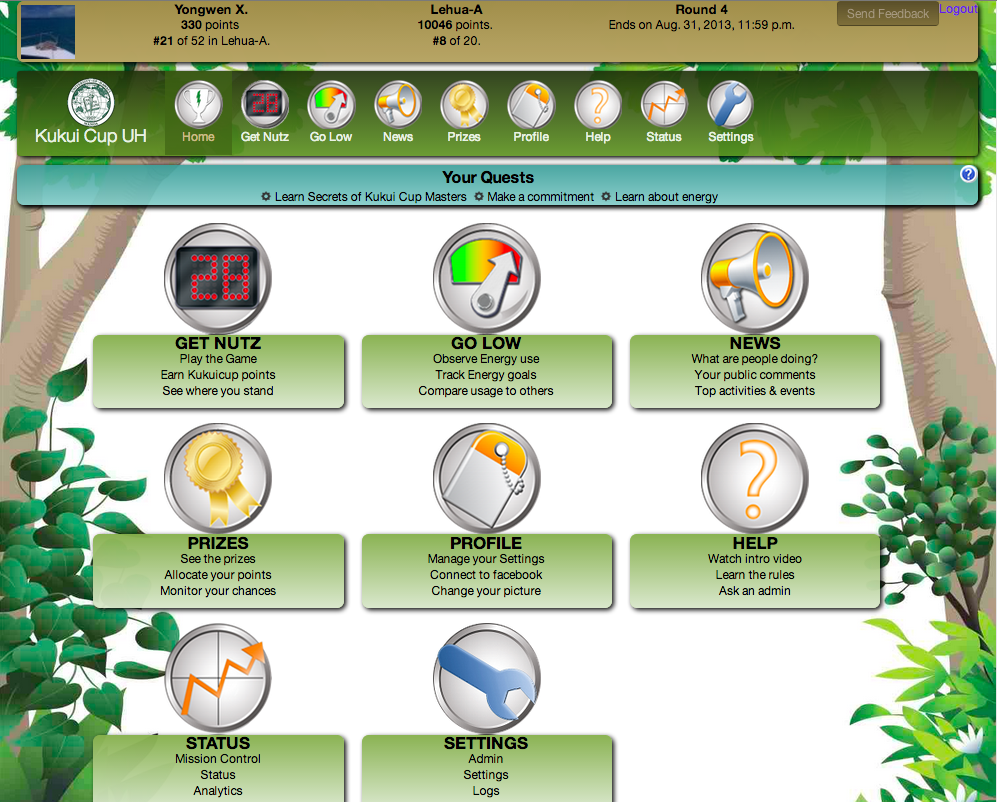 Yongwen X.
330 points
#21 of 52 in Lehua-A.
Lehua-A
10046 points.
#8 of 20.
Round 4
Ends on Aug. 31, 2013, 11:59 p.m.
Send Feedback
Logout
Kukui Cup UH
Home
28
Get Nutz
Go Low
News
Prizes
Profile
?
Help
Status
Settings
Your Quests
?
Learn Secrets of Kukui Cup Masters Make a commitment Learn about energy
28
GET NUTZ
Play the Game
Earn Kukuicup points
See where you stand
GO LOW
Observe Energy use
Track Energy goals
Compare usage to others
NEWS
What are people doing?
Your public comments
Top activities & events
PRIZES
See the prizes
Allocate your points
Monitor your chances
PROFILE
Manage your Settings
Connect to facebook
Change your picture
?
HELP
Watch intro video
Learn the rules
Ask an admin
STATUS
Mission Control
Status
Analytics
SETTINGS
Admin
Settings
Logs